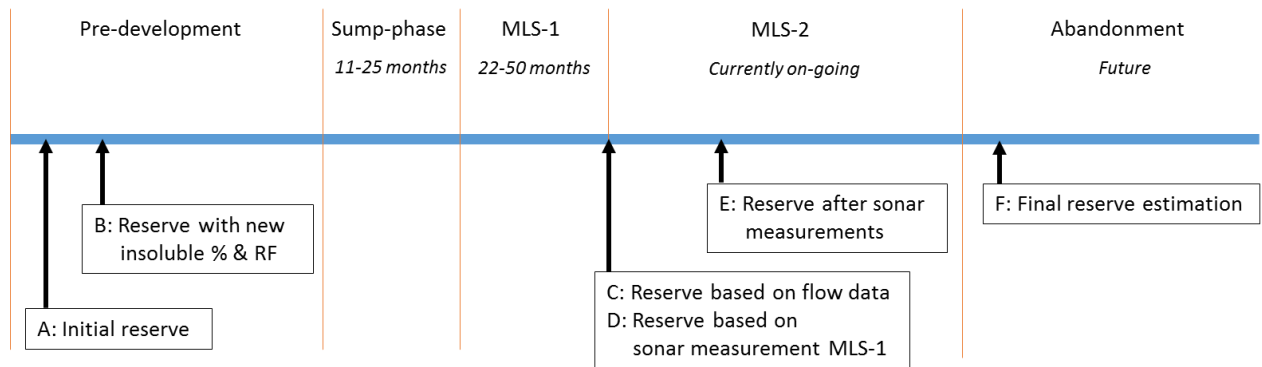 Pre-development
Sump-phase
MLS-1
MLS-2
Abandonment
11-25 months
22-50 months
Currently on-going
Future
B: Reserve with new
insoluble % & RF
E: Reserve after sonar
measurements
F: Final reserve estimation
A: Initial reserve
C: Reserve based on flow data
D: Reserve based on
sonar measurement MLS-1